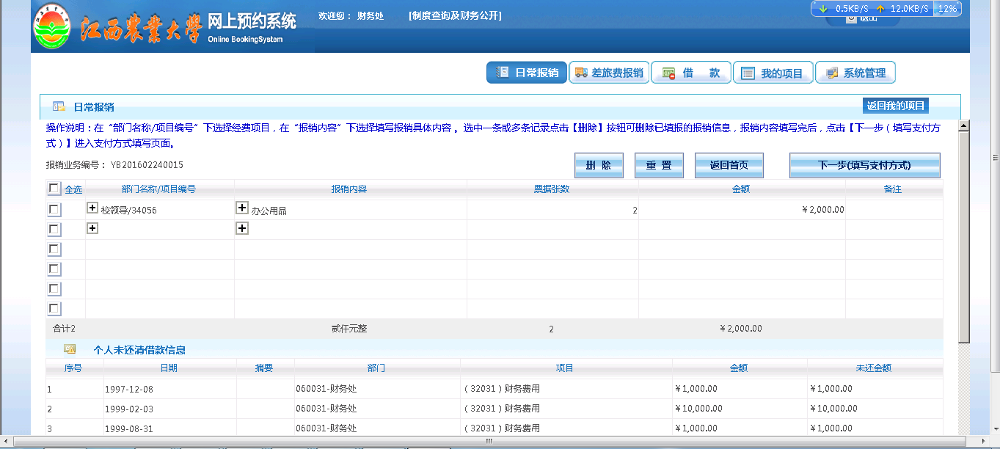 江西农业大学 网上预约系统
Online BookingSystem
欢迎您： 财务处 [制度查询及财务公开]
0.5KB/S 12.0KB/S 12%
退出
日常报销 差旅费报销 借 款 我的项目 系统管理
日常报销 返回我的项目
操作说明：在“部门名称/项目编号”下选择经费项目，在“报销内容”下选择填写报销具体内容 。选中一条或多条记录点击【删除】按钮可删除已填报的报销信息，报销内容填写完后，点击【下一步（填写支付方
式）】进入支付方式填写页面。
报销业务编号： YB201602240015 删 除 重 置 返回首页 下一步(填写支付方式)
全选 部门名称/项目编号 报销内容 票据张数 金额 备注
校领导/34056 办公用品 2 ¥2,000.00
合计2 贰仟元整 2 ¥2,000.00
个人未还清借款信息
序号 日期 摘要 部门 项目 金额 未还金额
1 1997-12-08 060031-财务处 （32031）财务费用 ¥1,000.00 ¥1,000.00
2 1999-02-03 060031-财务处 （32031）财务费用 ¥10,000.00 ¥10,000.00
3 1999-08-31 060031-财务处 （32031）财务费用 ¥1,000.00 ¥1,000.00